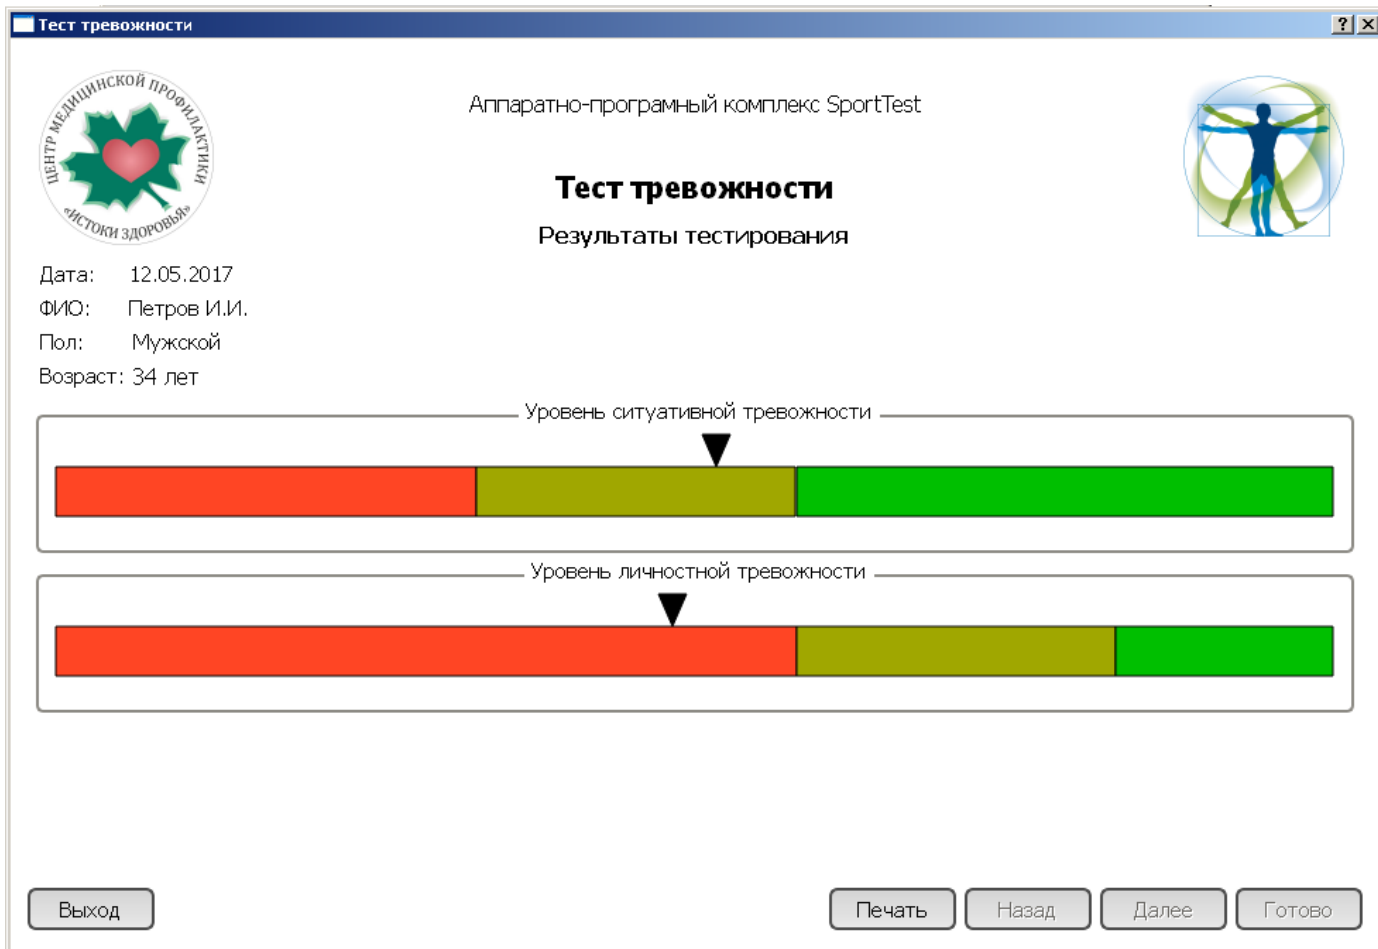 Тест тревожности
ЦЕНТР МЕДИЦИНСКОЙ ПРОФИЛАКТИКИ
«ИСТОКИ ЗДОРОВЬЯ»
Аппаратно-програмный комплекс SportTest
Тест тревожности
Результаты тестирования
Дата: 12.05.2017
ФИО: Петров И.И.
Пол: Мужской
Возраст: 34 лет
Уровень ситуативной тревожности
Уровень личностной тревожности
Выход
Печать
Назад
Далее
Готово